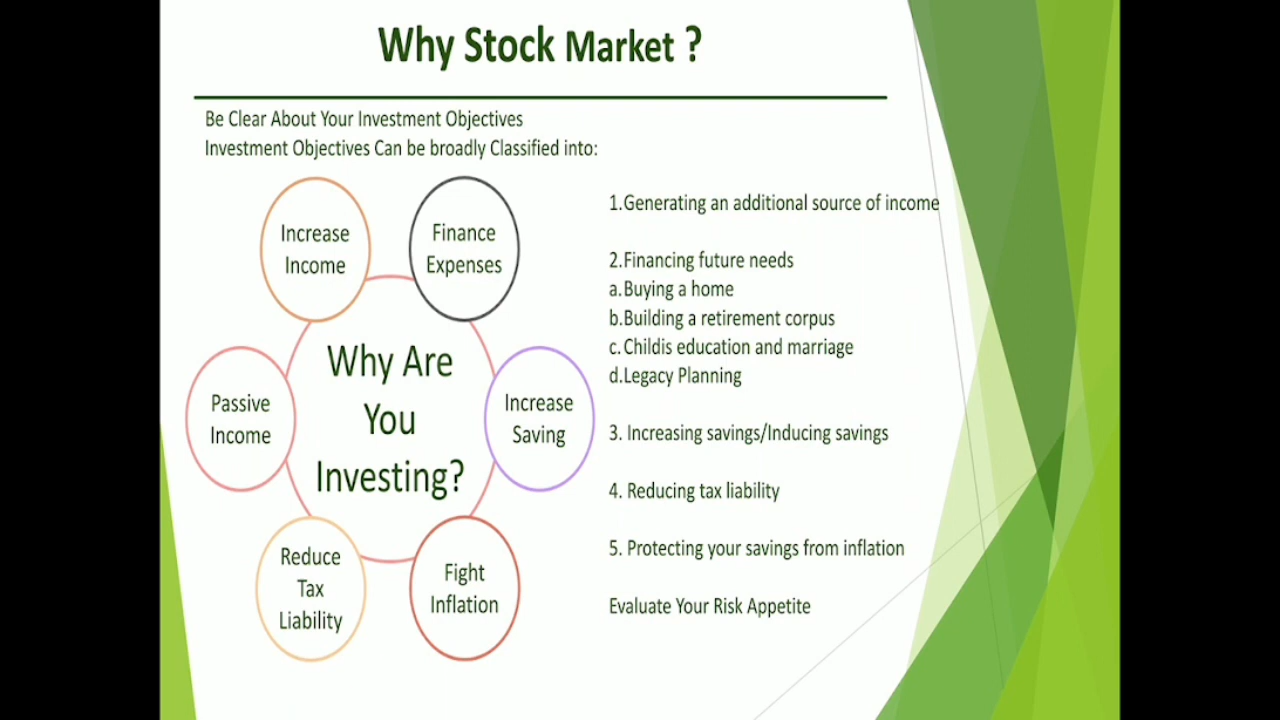 Why Stock Market ?
Be Clear About Your Investment Objectives
Investment Objectives Can be broadly Classified into:
Increase
Income
Finance
Expenses
Passive
Income
Why Are
You
Investing?
Increase
Saving
Reduce
Tax
Liability
Fight
Inflation
1.Generating an additional source of income
2.Financing future needs
a.Buying a home
b.Building a retirement corpus
c.Childis education and marriage
d.Legacy Planning
3. Increasing savings/Inducing savings
4. Reducing tax liability
5. Protecting your savings from inflation
Evaluate Your Risk Appetite